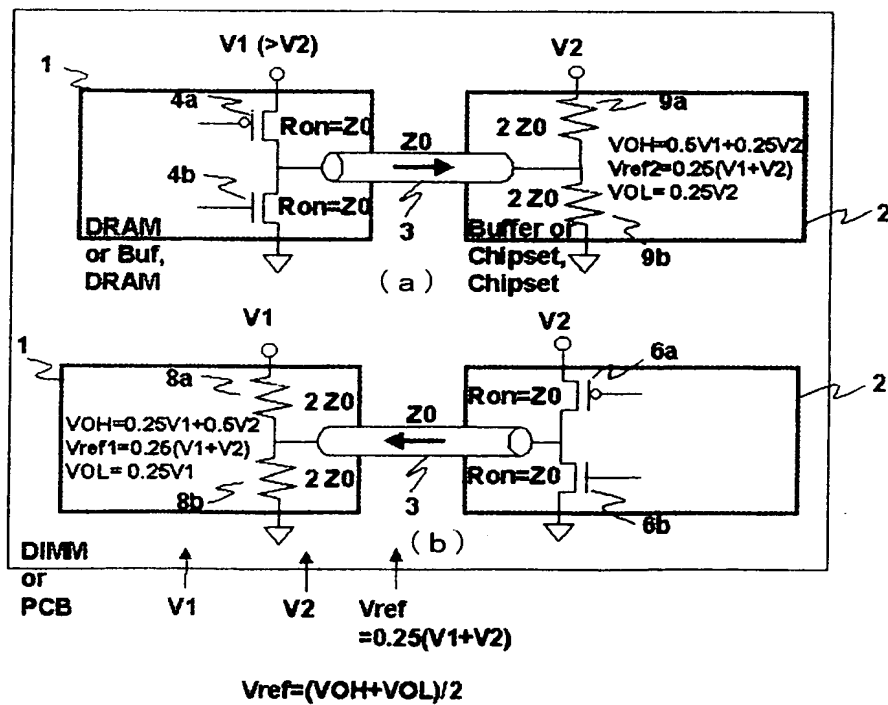 V1 (>V2)
V2
1
4a
Ron=Z0
4b
Ron=Z0
DRAM
or Buf,
DRAM
Z0
3
(a)
9a
2 Z0
VOH=0.5V1+0.25V2
Vref2=0.25(V1+V2)
VOL= 0.25V2
2 Z0
2
Buffer or
Chipset,
Chipset
9b
V1
V2
1
8a
2 Z0
VOH=0.25V1+0.5V2
Vref1=0.25(V1+V2)
VOL= 0.25V1
2 Z0
8b
Z0
3
(b)
6a
Ron=Z0
2
Ron=Z0
6b
DIMM
or
PCB
V1
V2
Vref
=0.25(V1+V2)
Vref=(VOH+VOL)/2